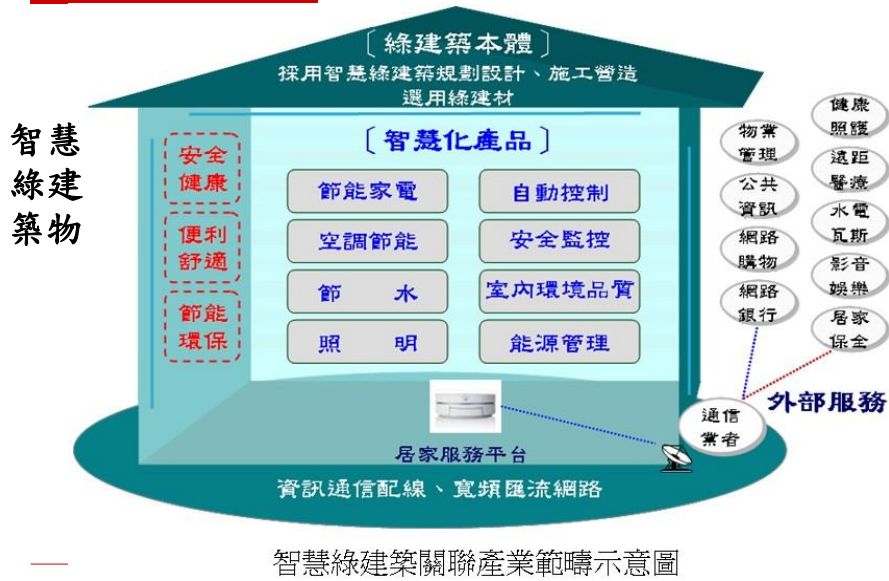 智慧
綠建
築物
〔綠建築本體〕
採用智慧綠建築規劃設計、施工營造
選用綠建材
安全
健康
便利
舒適
節能
環保
〔智慧化產品〕
節能家電
自動控制
空調節能
安全監控
節　　水
室內環境品質
照　　明
能源管理
居家服務平台
資訊通信配線、寬頻匯流網路
物業
管理
公共
資訊
網路
購物
網路
銀行
健康
照護
遠距
醫療
水電
瓦斯
影音
娛樂
居家
保全
通信
業者
外部服務
智慧綠建築關聯產業範疇示意圖